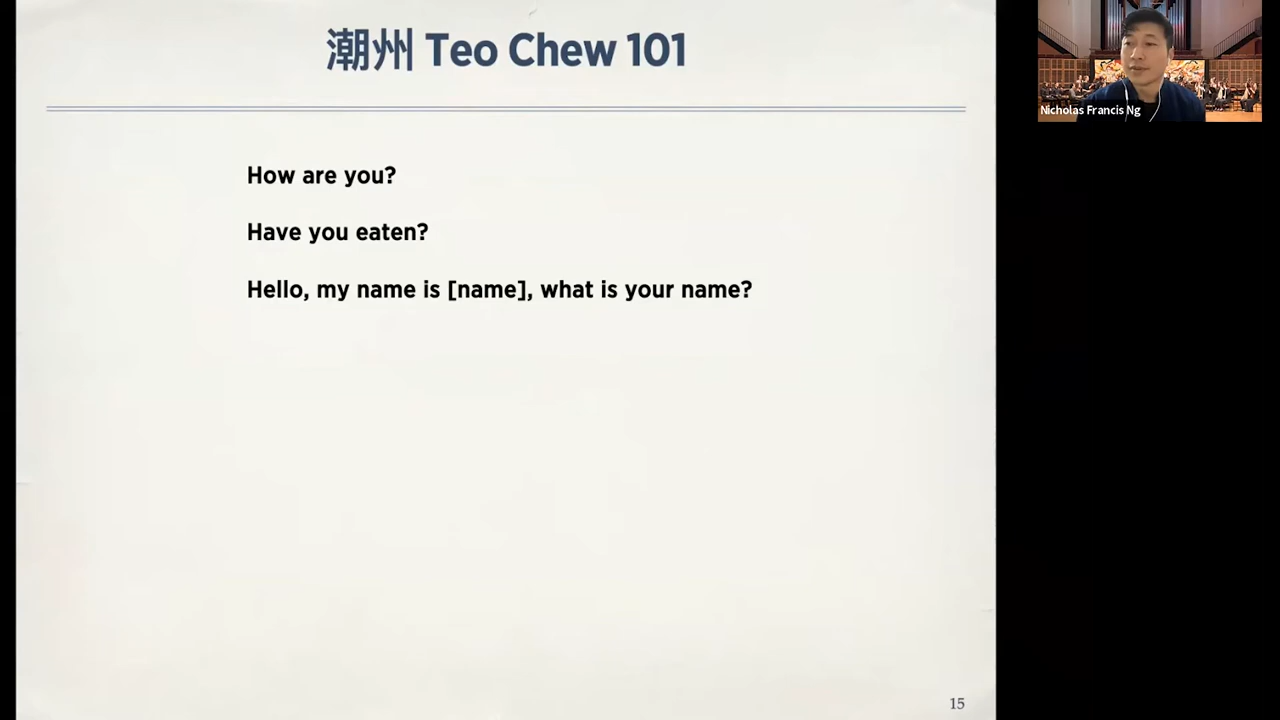 潮州 Teo Chew 101
How are you?
Have you eaten?
Hello, my name is [name], what is your name?
15
Nicholas Francis Ng